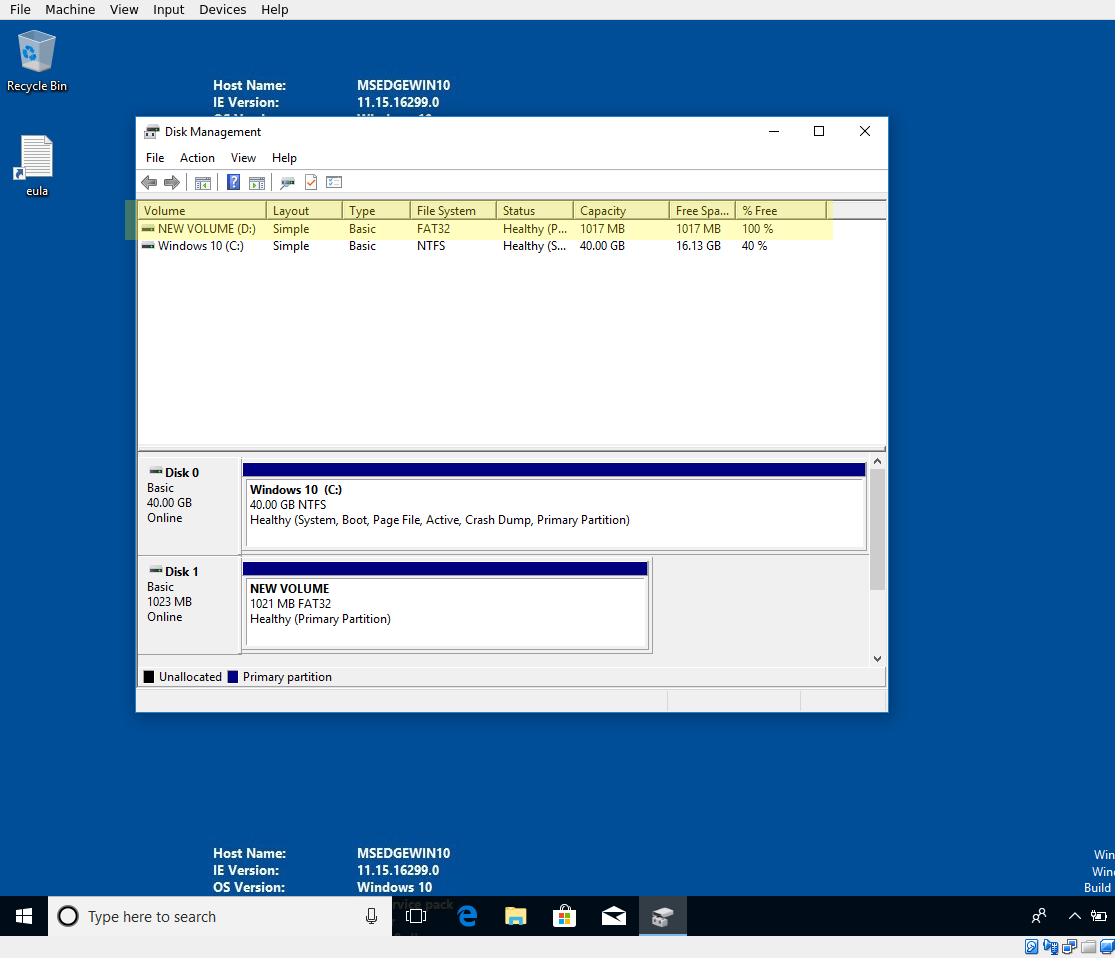 File Machine View Input Devices Help
Recycle Bin
eula
Host Name: MSEDGEWIN10
IE Version: 11.15.16299.0
Disk Management
File Action View Help
Volume Layout Type File System Status Capacity Free Spa... % Free
NEW VOLUME (D:) Simple Basic FAT32 Healthy (P... 1017 MB 1017 MB 100 %
Windows 10 (C:) Simple Basic NTFS Healthy (S... 40.00 GB 16.13 GB 40 %
Disk 0
Basic
40.00 GB
Online
Windows 10 (C:)
40.00 GB NTFS
Healthy (System, Boot, Page File, Active, Crash Dump, Primary Partition)
Disk 1
Basic
1023 MB
Online
NEW VOLUME
1021 MB FAT32
Healthy (Primary Partition)
Unallocated Primary partition
Host Name: MSEDGEWIN10
IE Version: 11.15.16299.0
OS Version: Windows 10
Win
Win
Build
Type here to search